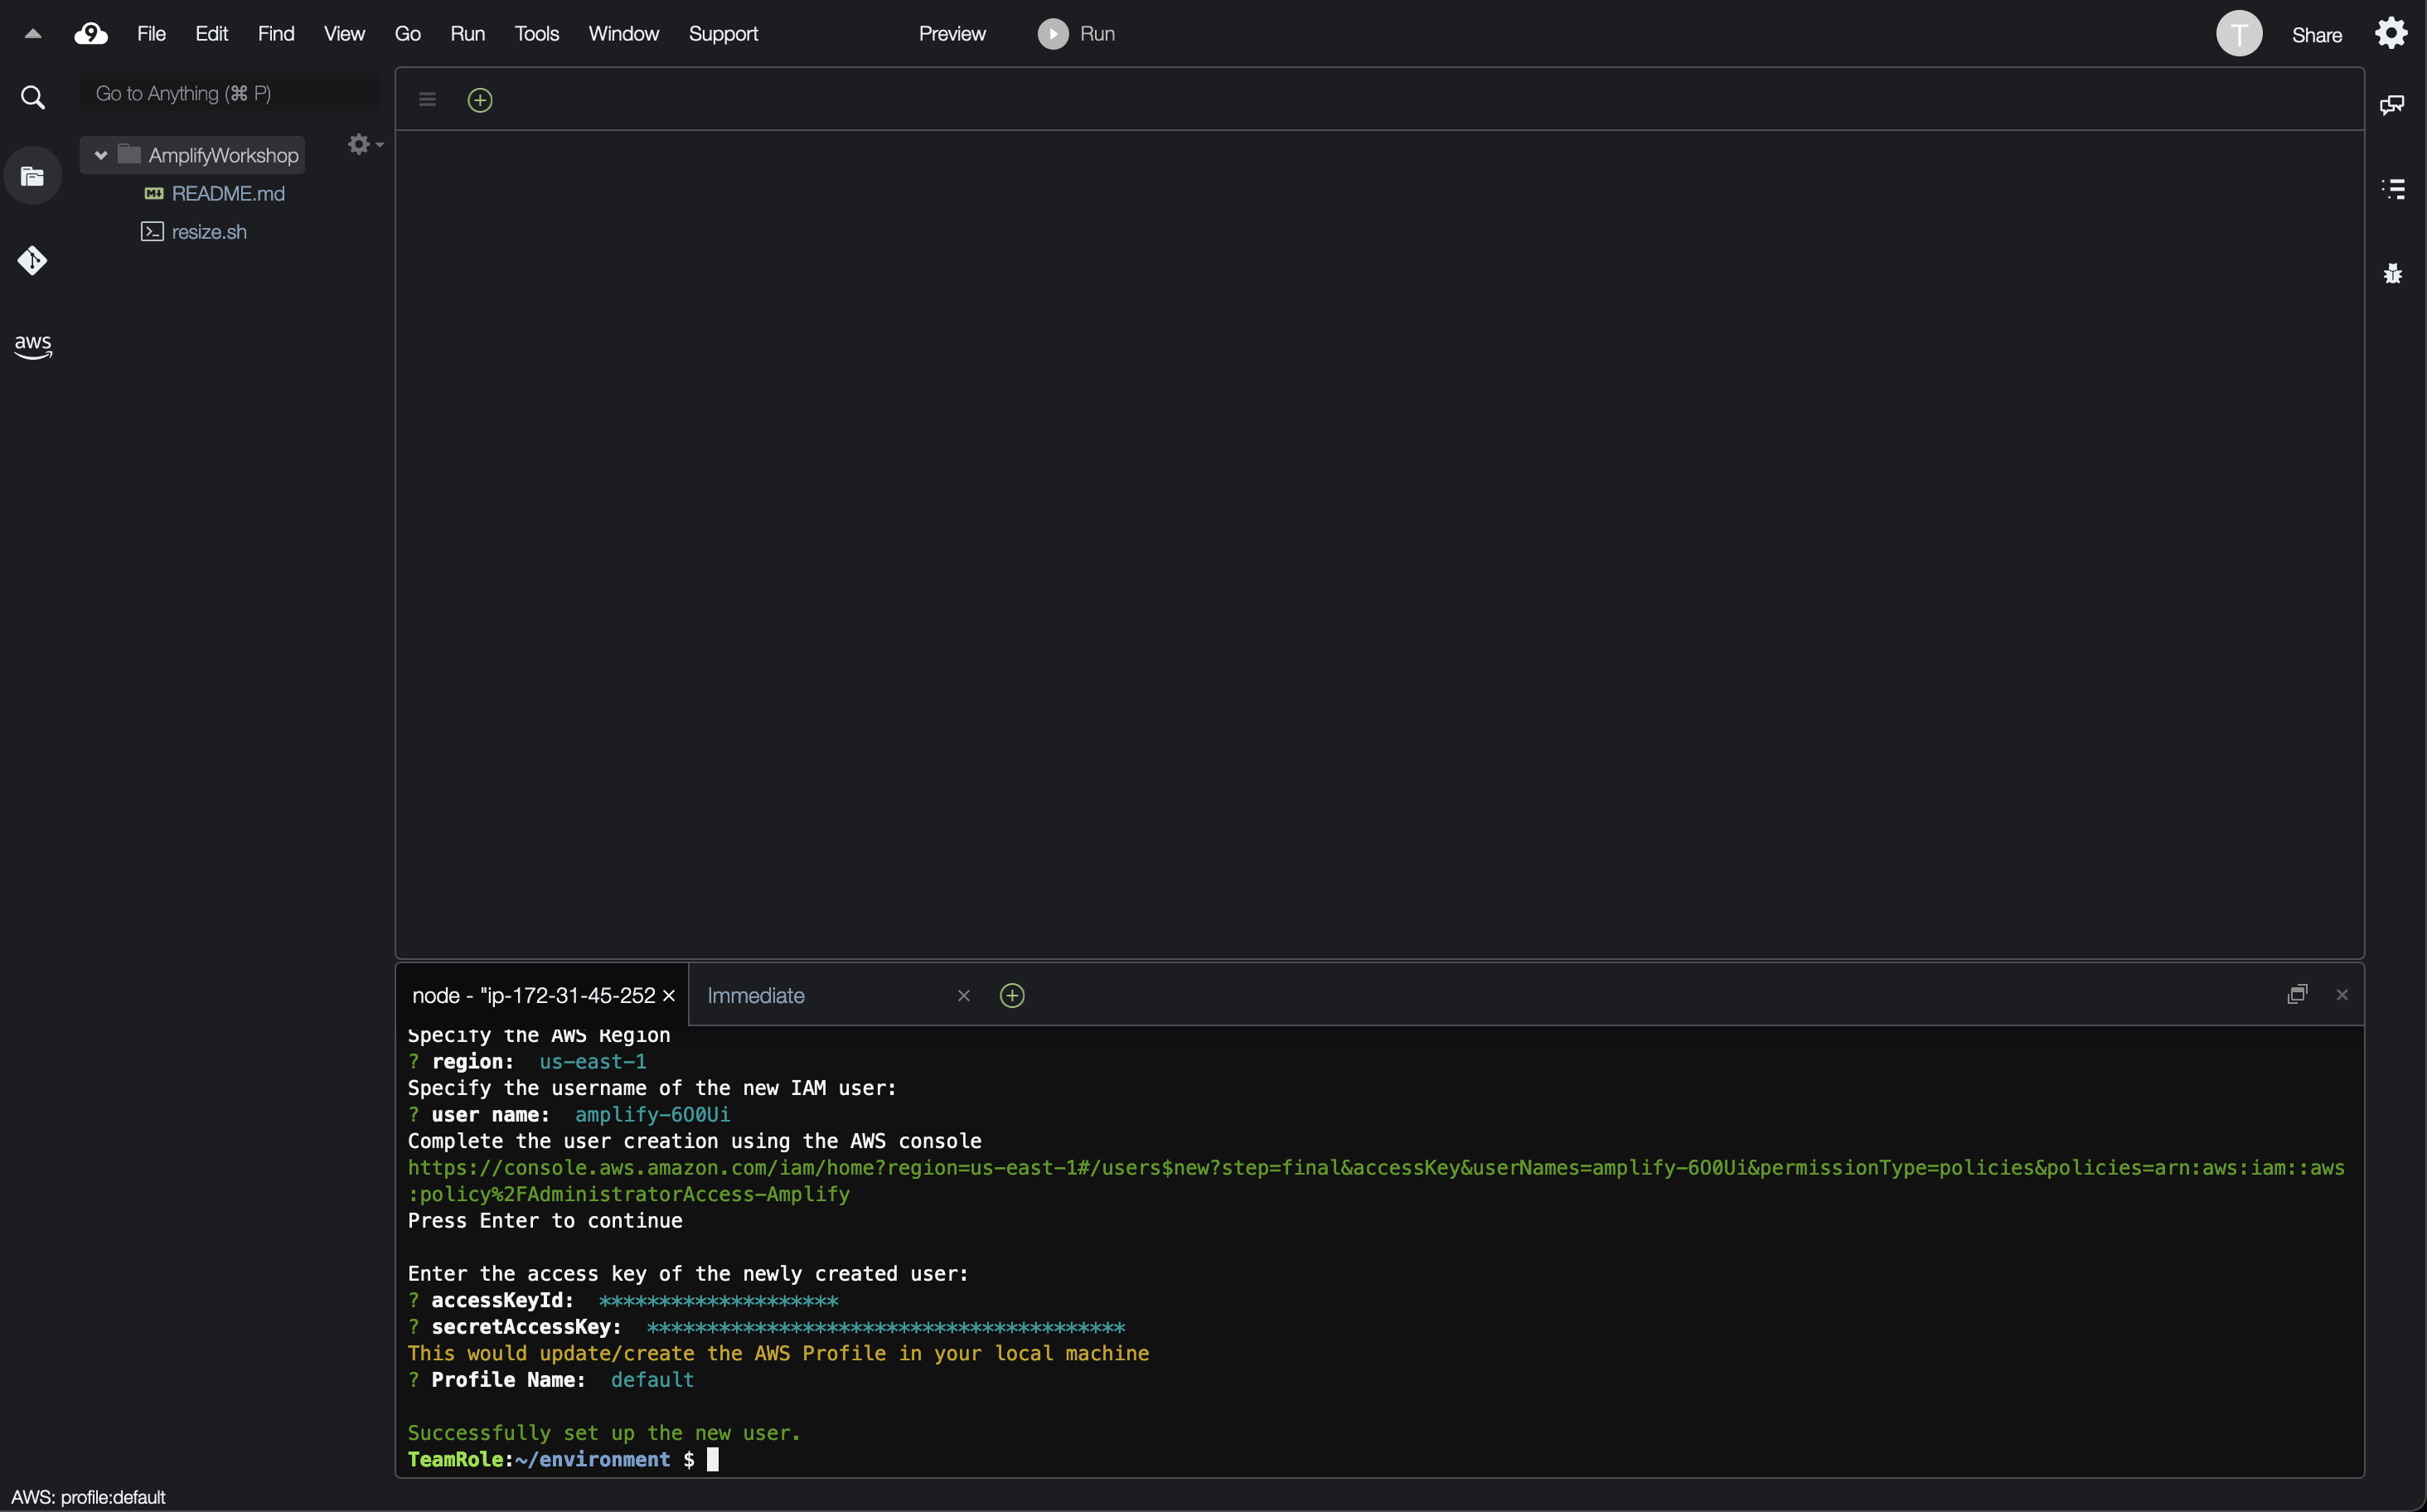 9 File Edit Find View Go Run Tools Window Support Preview Run T Share
Go to Anything (⌘ P)
AmplifyWorkshop
README.md
resize.sh
aws
node - "ip-172-31-45-252 Immediate
Specify the AWS Region
? region: us-east-1
Specify the username of the new IAM user:
? user name: amplify-6O0Ui
Complete the user creation using the AWS console
https://console.aws.amazon.com/iam/home?region=us-east-1#/users$new?step=final&accessKey&userNames=amplify-6O0Ui&permissionType=policies&policies=arn:aws:iam::aws
:policy%2FAdministratorAccess-Amplify
Press Enter to continue
Enter the access key of the newly created user:
? accessKeyId: ********************
? secretAccessKey: ****************************************
This would update/create the AWS Profile in your local machine
? Profile Name: default
Successfully set up the new user.
TeamRole:~/environment $
AWS: profile:default